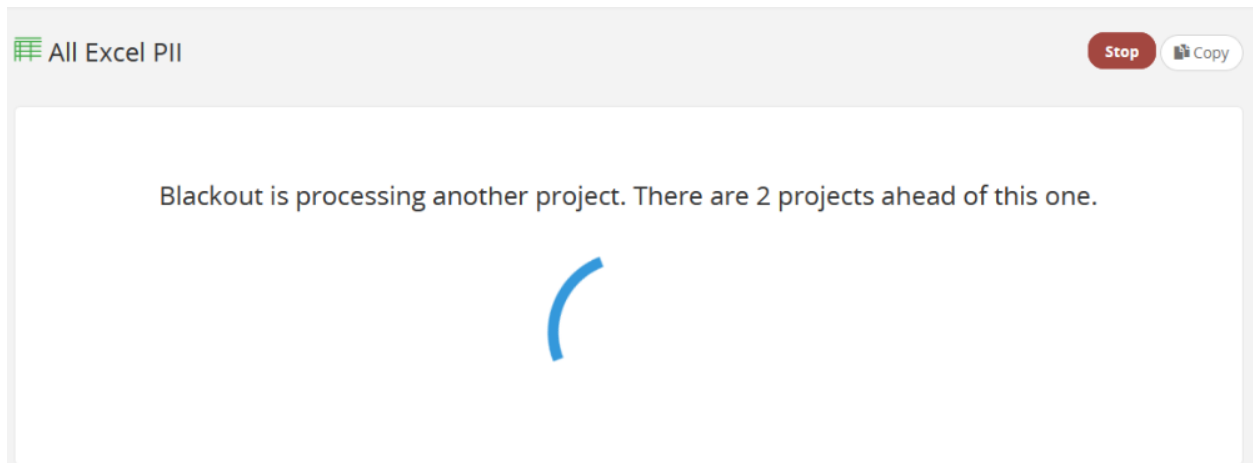 All Excel PII
Stop
Copy
Blackout is processing another project. There are 2 projects ahead of this one.